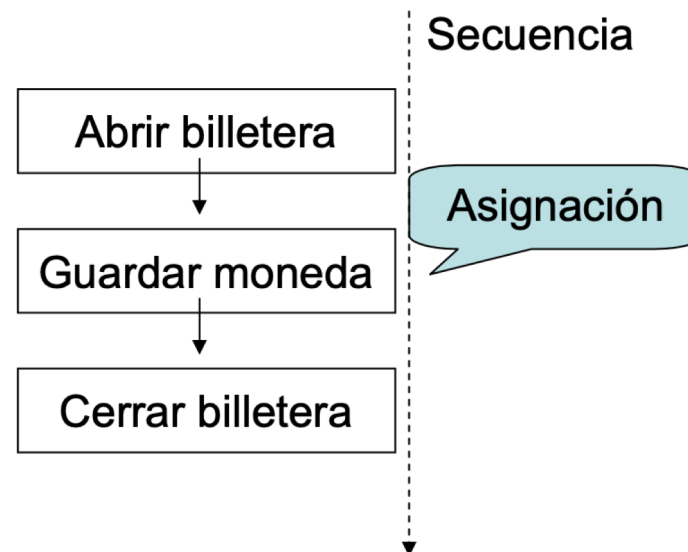 Secuencia
Abrir billetera
Asignación
Guardar moneda
Cerrar billetera